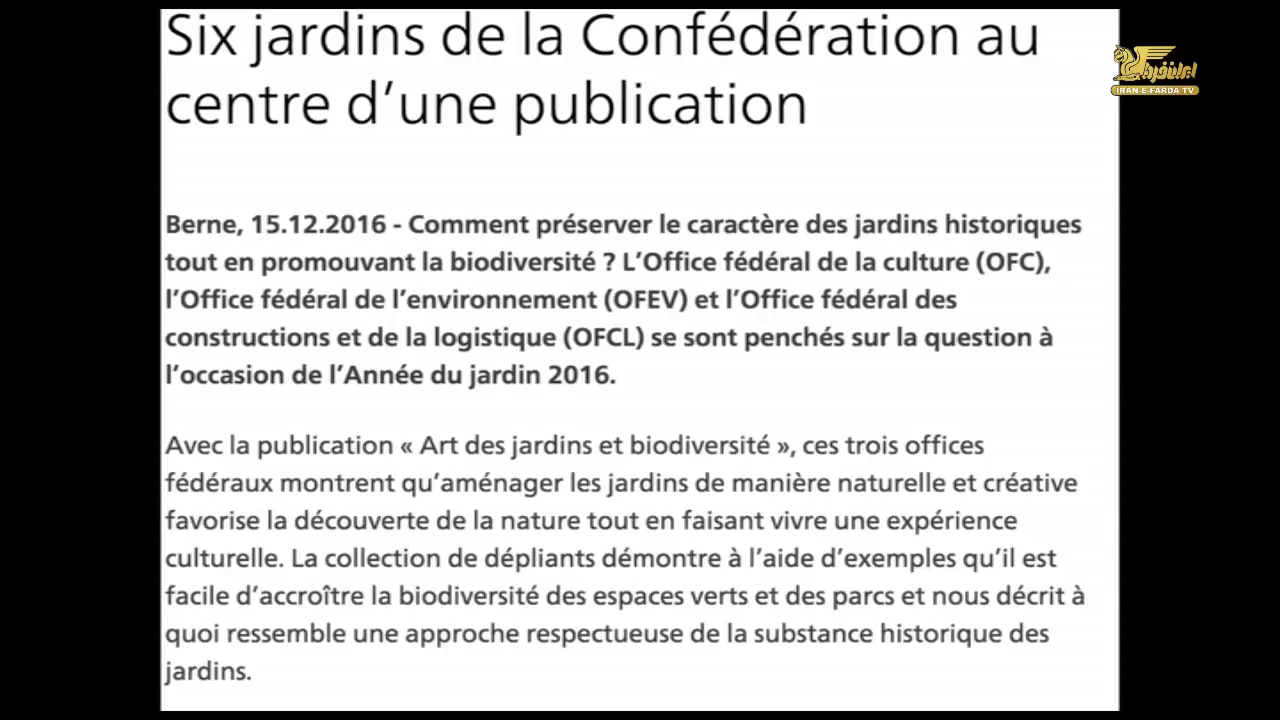 Six jardins de la Confédération au
centre d’une publication
ایران فردا
IRAN-E-FARDA TV
Berne, 15.12.2016 - Comment préserver le caractère des jardins historiques
tout en promouvant la biodiversité ? L’Office fédéral de la culture (OFC),
l’Office fédéral de l’environnement (OFEV) et l’Office fédéral des
constructions et de la logistique (OFCL) se sont penchés sur la question à
l’occasion de l’Année du jardin 2016.
Avec la publication « Art des jardins et biodiversité », ces trois offices
fédéraux montrent qu’aménager les jardins de manière naturelle et créative
favorise la découverte de la nature tout en faisant vivre une expérience
culturelle. La collection de dépliants démontre à l’aide d’exemples qu’il est
facile d’accroître la biodiversité des espaces verts et des parcs et nous décrit à
quoi ressemble une approche respectueuse de la substance historique des
jardins.